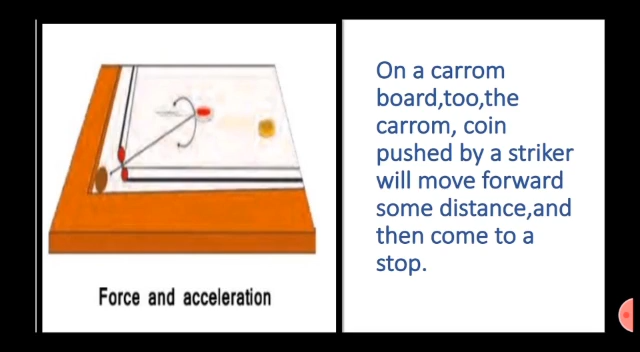 Force and acceleration
On a carrom
board,too,the
carrom, coin
pushed by a striker
will move forward
some distance,and
then come to a
stop.